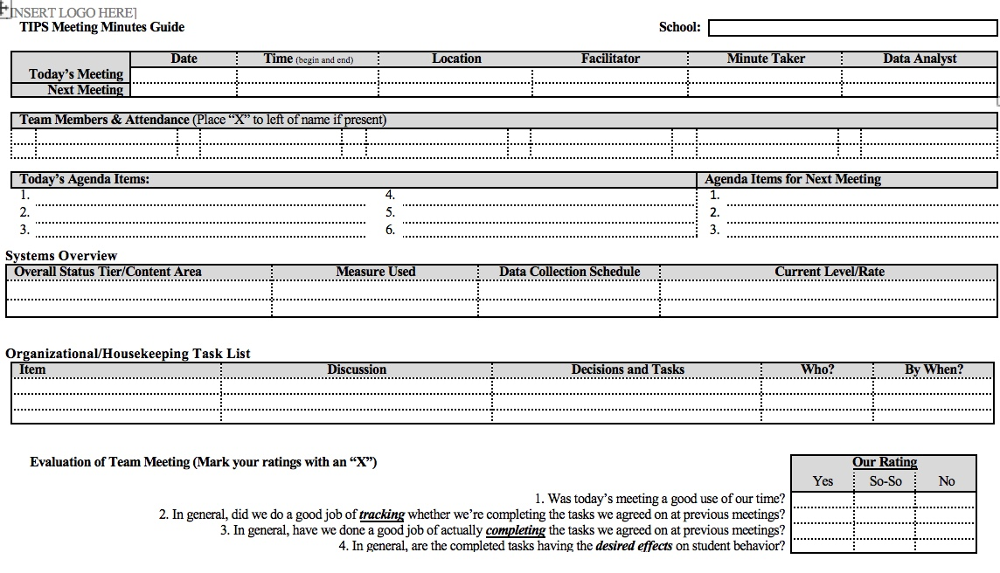 [INSERT LOGO HERE]
TIPS Meeting Minutes Guide School:
Date Time (begin and end) Location Facilitator Minute Taker Data Analyst
Today’s Meeting
Next Meeting
Team Members & Attendance (Place “X” to left of name if present)
Today’s Agenda Items: Agenda Items for Next Meeting
1. 4. 1.
2. 5. 2.
3. 6. 3.
Systems Overview
Overall Status Tier/Content Area Measure Used Data Collection Schedule Current Level/Rate
Organizational/Housekeeping Task List
Item Discussion Decisions and Tasks Who? By When?
Evaluation of Team Meeting (Mark your ratings with an “X”) Our Rating
Yes So-So No
1. Was today’s meeting a good use of our time?
2. In general, did we do a good job of tracking whether we’re completing the tasks we agreed on at previous meetings?
3. In general, have we done a good job of actually completing the tasks we agreed on at previous meetings?
4. In general, are the completed tasks having the desired effects on student behavior?